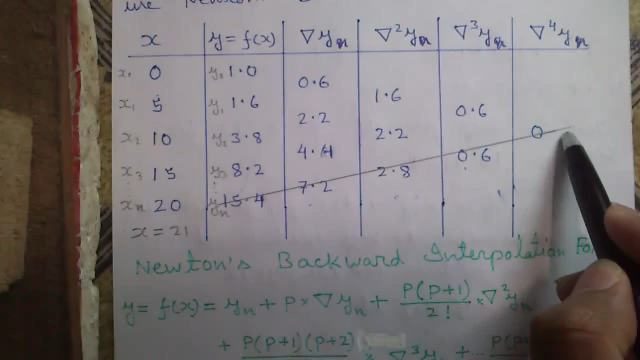 x y=f(x) ∇yₙ ∇²yₙ ∇³yₙ ∇⁴yₙ
x₀ 0 y₀ 1.0
0.6
x₁ 5 y₁ 1.6 1.6
2.2 0.6
x₂ 10 y₂ 3.8 2.2 0
4.4 0.6
x₃ 15 y₃ 8.2 2.8
7.2
xₙ 20 yₙ 15.4
x = 21
Newton's Backward Interpolation
y = f(x) = yₙ + P × ∇yₙ + P(P+1)/2! × ∇²yₙ
+ P(P+1)(P+2)